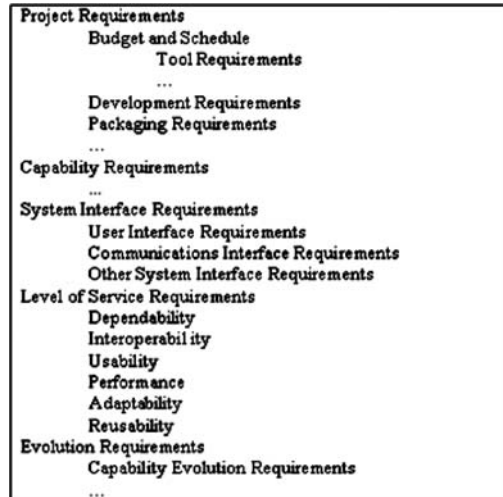 Project Requirements
Budget and Schedule
Tool Requirements
...
Development Requirements
Packaging Requirements
...
Capability Requirements
...
System Interface Requirements
User Interface Requirements
Communications Interface Requirements
Other System Interface Requirements
Level of Service Requirements
Dependability
Interoperability
Usability
Performance
Adaptability
Reusability
Evolution Requirements
Capability Evolution Requirements
...